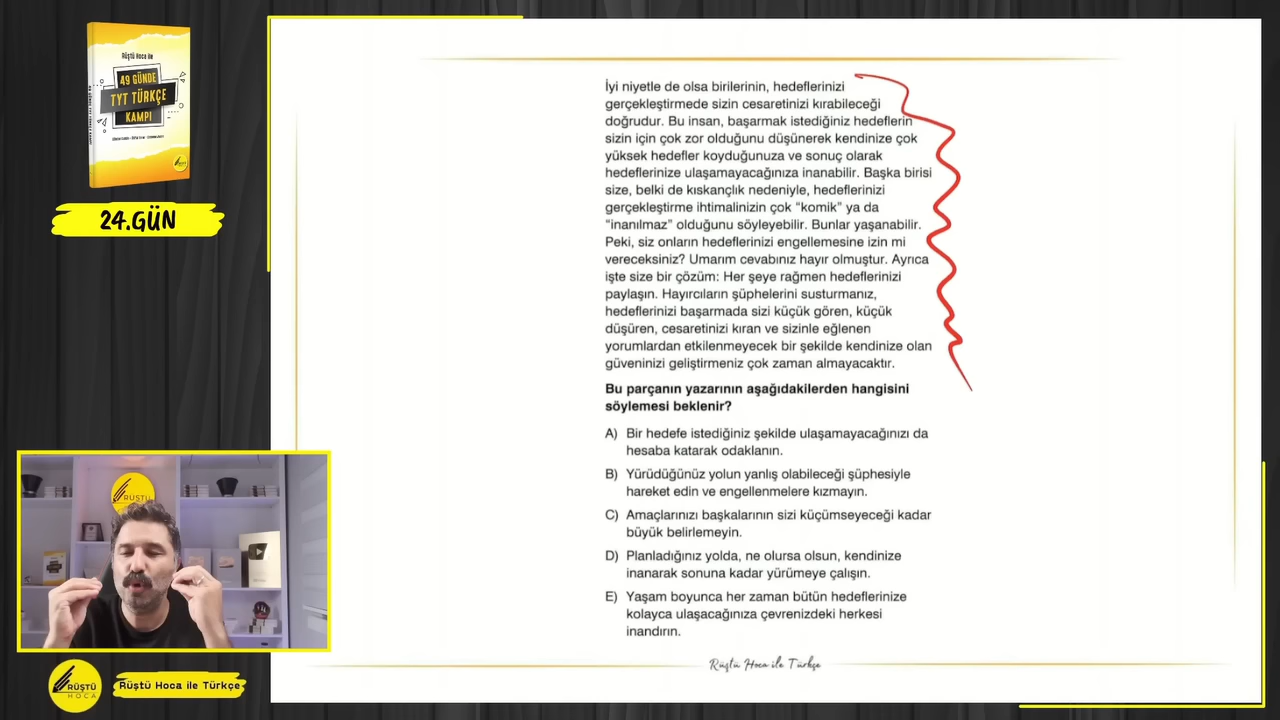 Rüştü Hoca ile
49 GÜNDE
TYT TÜRKÇE
KAMPI
24.GÜN
İyi niyetle de olsa birilerinin, hedeflerinizi
gerçekleştirmede sizin cesaretinizi kırabileceği
doğrudur. Bu insan, başarmak istediğiniz hedeflerin
sizin için çok zor olduğunu düşünerek kendinize çok
yüksek hedefler koyduğunuza ve sonuç olarak
hedeflerinize ulaşamayacağınıza inanabilir. Başka birisi
size, belki de kıskançlık nedeniyle, hedeflerinizi
gerçekleştirme ihtimalinizin çok “komik” ya da
“inanılmaz” olduğunu söyleyebilir. Bunlar yaşanabilir.
Peki, siz onların hedeflerinizi engellemesine izin mi
vereceksiniz? Umarım cevabınız hayır olmuştur. Ayrıca
işte size bir çözüm: Her şeye rağmen hedeflerinizi
paylaşın. Hayırcıların şüphelerini susturmanız,
hedeflerinizi başarmada sizi küçük gören, küçük
düşüren, cesaretinizi kıran ve sizinle eğlenen
yorumlardan etkilenmeyecek bir şekilde kendinize olan
güveninizi geliştirmeniz çok zaman almayacaktır.
Bu parçanın yazarının aşağıdakilerden hangisini
söylemesi beklenir?
A) Bir hedefe istediğiniz şekilde ulaşamayacağınızı da
hesaba katarak odaklanın.
B) Yürüdüğünüz yolun yanlış olabileceği şüphesiyle
hareket edin ve engellenmelere kızmayın.
C) Amaçlarınızı başkalarının sizi küçümseyeceği kadar
büyük belirlemeyin.
D) Planladığınız yolda, ne olursa olsun, kendinize
inanarak sonuna kadar yürümeye çalışın.
E) Yaşam boyunca her zaman bütün hedeflerinize
kolayca ulaşacağınıza çevrenizdeki herkesi
inandırın.
Rüştü Hoca ile Türkçe
RÜŞTÜ
RÜŞTÜ
HOCA
Rüştü Hoca ile Türkçe